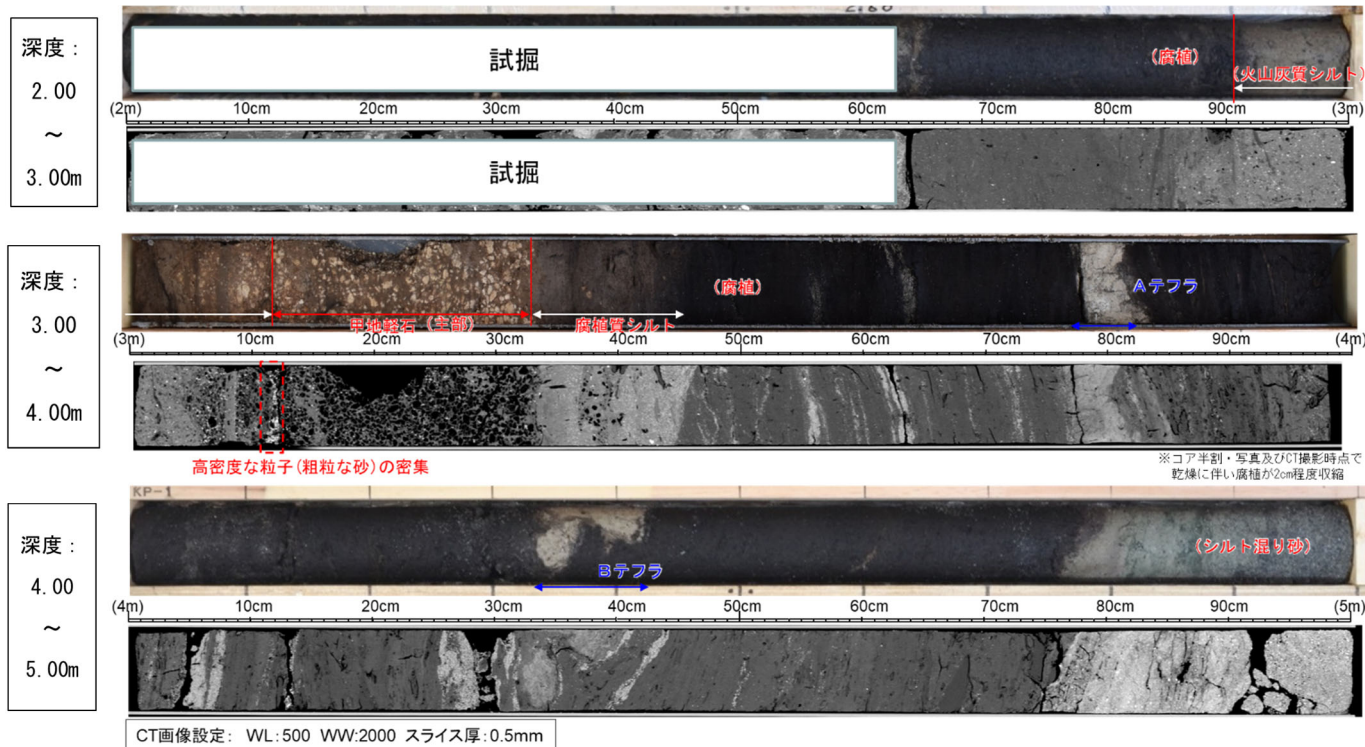 2.80
深度：
2.00
～
3.00m
試掘
(腐植)
(火山灰質シルト)
(2m) 10cm 20cm 30cm 40cm 50cm 60cm 70cm 80cm 90cm (3m)
試掘
深度：
3.00
～
4.00m
(腐植)
Aテフラ
甲地軽石（主部）
腐植質シルト
(3m) 10cm 20cm 30cm 40cm 50cm 60cm 70cm 80cm 90cm (4m)
高密度な粒子(粗粒な砂)の密集
※コア半割・写真及びCT撮影時点で
乾燥に伴い腐植が2cm程度収縮
深度：
4.00
～
5.00m
KP-1
(シルト混り砂)
Bテフラ
(4m) 10cm 20cm 30cm 40cm 50cm 60cm 70cm 80cm 90cm (5m)
CT画像設定： WL:500 WW:2000 スライス厚:0.5mm